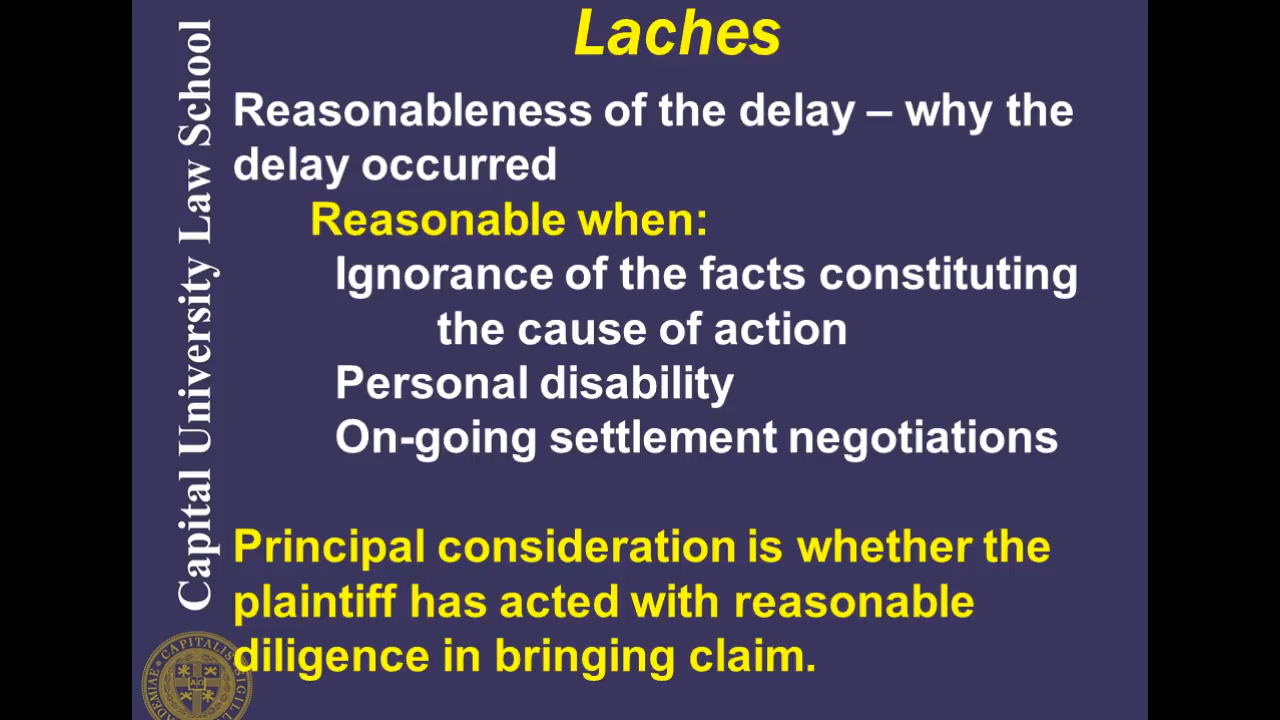 Laches
Capital University Law School
Reasonableness of the delay – why the
delay occurred
Reasonable when:
Ignorance of the facts constituting
the cause of action
Personal disability
On-going settlement negotiations
Principal consideration is whether the
plaintiff has acted with reasonable
diligence in bringing claim.
CAPITALIS